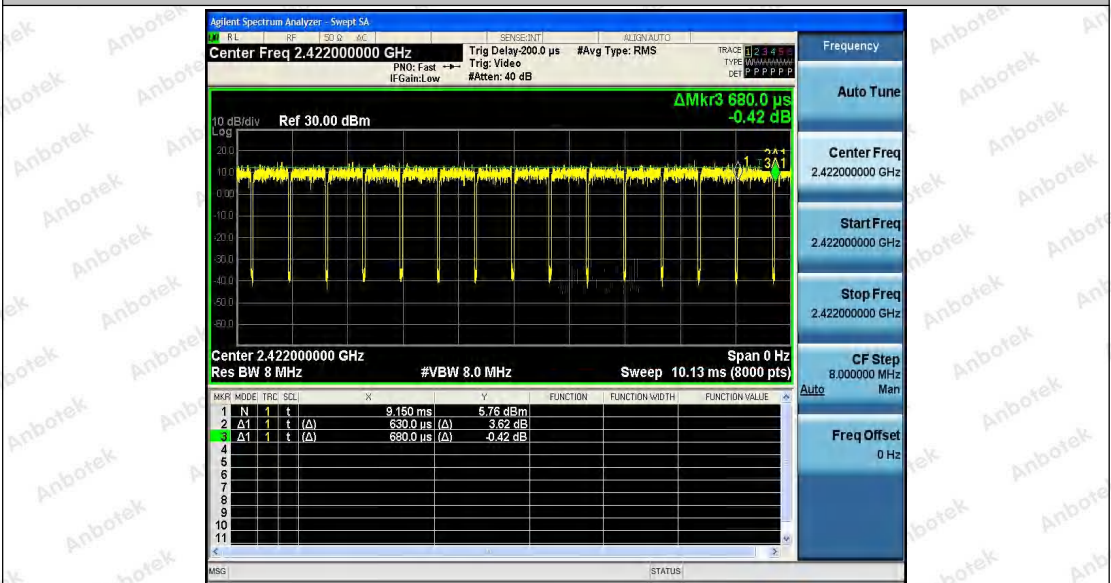 Agilent Spectrum Analyzer - Swept SA
RL RF 50 Ω AC SENSE:INT ALIGNAUTO
Center Freq 2.422000000 GHz
PNO: Fast
IFGain:Low
Trig Delay-200.0 µs
Trig: Video
#Atten: 40 dB
#Avg Type: RMS
TRACE 1 2 3 4 5 6
TYPE
DET P P P P P P
ΔMkr3 680.0 µs
-0.42 dB
10 dB/div Ref 30.00 dBm
Log
20.0
10.0
0.00
-10.0
-20.0
-30.0
-40.0
-50.0
-60.0
1 3Δ1
Center 2.422000000 GHz Span 0 Hz
Res BW 8 MHz #VBW 8.0 MHz Sweep 10.13 ms (8000 pts)
MKR MODE TRC SCL X Y FUNCTION FUNCTION WIDTH FUNCTION VALUE
1 N 1 t 9.150 ms 5.76 dBm
2 Δ1 1 t (Δ) 630.0 µs (Δ) 3.62 dB
3 Δ1 1 t (Δ) 680.0 µs (Δ) -0.42 dB
4
5
6
7
8
9
10
11
MSG STATUS
Frequency
Auto Tune
Center Freq
2.422000000 GHz
Start Freq
2.422000000 GHz
Stop Freq
2.422000000 GHz
CF Step
8.000000 MHz
Auto Man
Freq Offset
0 Hz
Anbotek